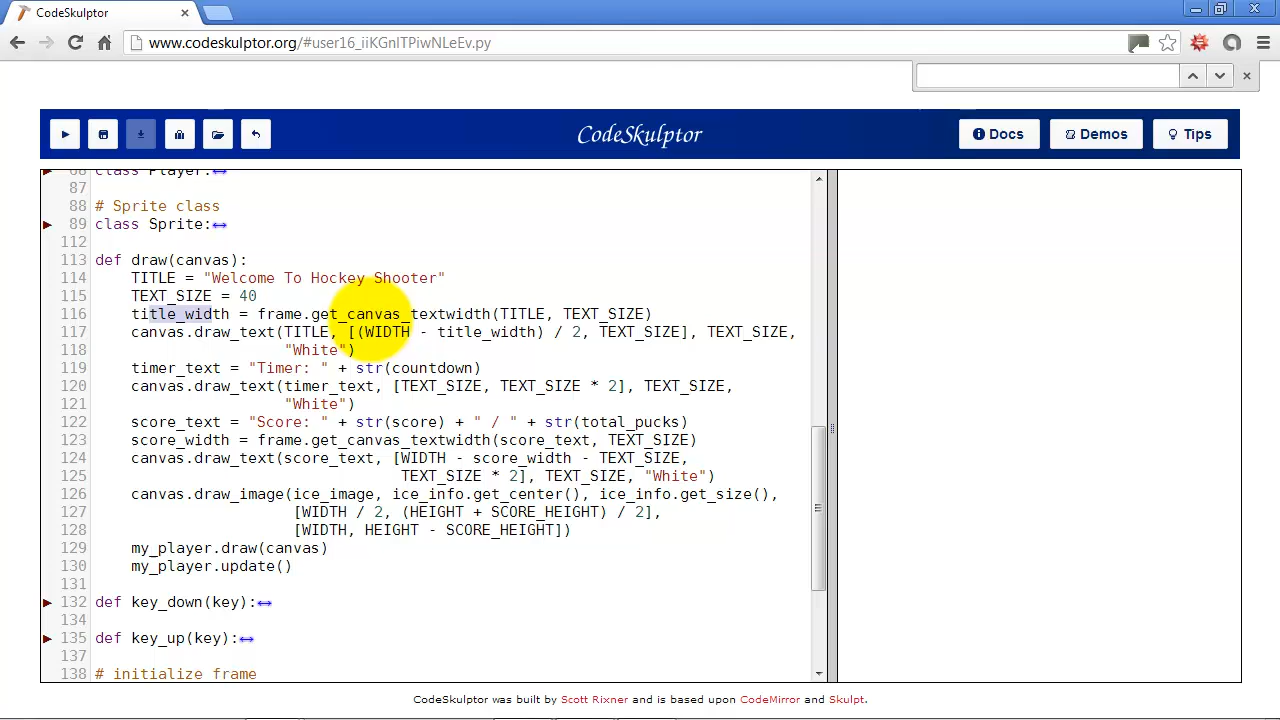 CodeSkulptor
www.codeskulptor.org/#user16_iiKGnlTPiwNLeEv.py
CodeSkulptor
Docs
Demos
Tips
66 class Player:
87
88 # Sprite class
89 class Sprite:
112
113 def draw(canvas):
114 TITLE = "Welcome To Hockey Shooter"
115 TEXT_SIZE = 40
116 title_width = frame.get_canvas_textwidth(TITLE, TEXT_SIZE)
117 canvas.draw_text(TITLE, [(WIDTH - title_width) / 2, TEXT_SIZE], TEXT_SIZE,
118 "White")
119 timer_text = "Timer: " + str(countdown)
120 canvas.draw_text(timer_text, [TEXT_SIZE, TEXT_SIZE * 2], TEXT_SIZE,
121 "White")
122 score_text = "Score: " + str(score) + " / " + str(total_pucks)
123 score_width = frame.get_canvas_textwidth(score_text, TEXT_SIZE)
124 canvas.draw_text(score_text, [WIDTH - score_width - TEXT_SIZE,
125 TEXT_SIZE * 2], TEXT_SIZE, "White")
126 canvas.draw_image(ice_image, ice_info.get_center(), ice_info.get_size(),
127 [WIDTH / 2, (HEIGHT + SCORE_HEIGHT) / 2],
128 [WIDTH, HEIGHT - SCORE_HEIGHT])
129 my_player.draw(canvas)
130 my_player.update()
131
132 def key_down(key):
134
135 def key_up(key):
137
138 # initialize frame
CodeSkulptor was built by Scott Rixner and is based upon CodeMirror and Skulpt.